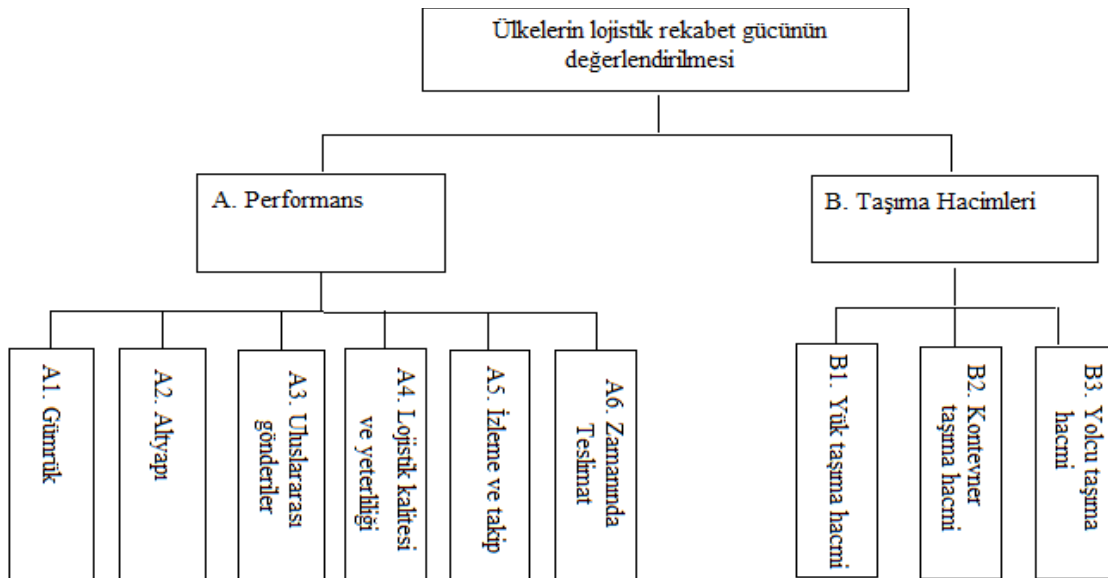 Ülkelerin lojistik rekabet gücünün
değerlendirilmesi
A. Performans
B. Taşıma Hacimleri
A1. Gümrük
A2. Altyapı
A3. Uluslararası
gönderiler
A4. Lojistik kalitesi
ve yeterliliği
A5. İzleme ve takip
A6. Zamanında
Teslimat
B1. Yük taşıma hacmi
B2. Kontevner
taşıma hacmi
B3. Yolcu taşıma
hacmi